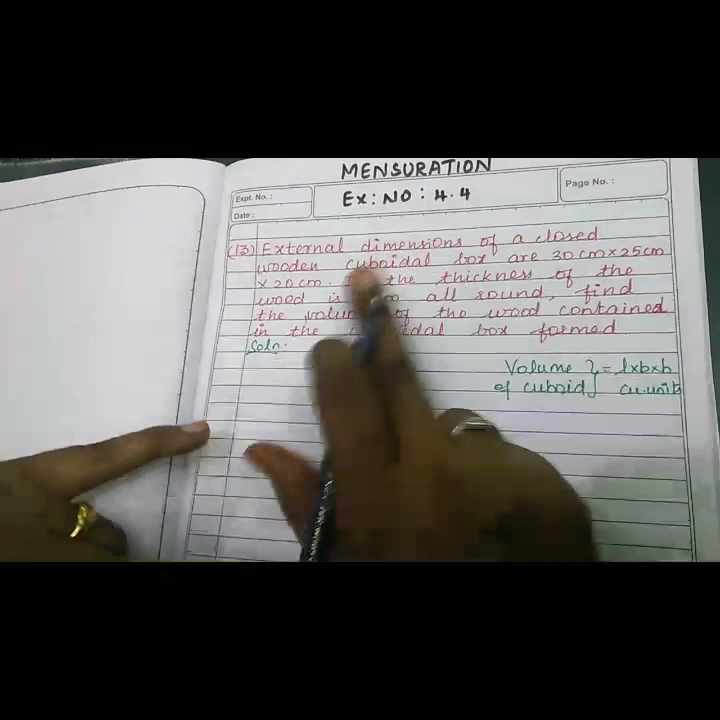 MENSURATION
Expt. No.:
Date:
Ex: NO: 4.4
Page No.:
(13) External dimensions of a closed
wooden cuboidal box are 30cm×25cm
×20cm. the thickness of the
wood is all sound, find
the of the wood contained
in the box formed
Soln.
Volume } = l×b×h
of cuboid cu.units